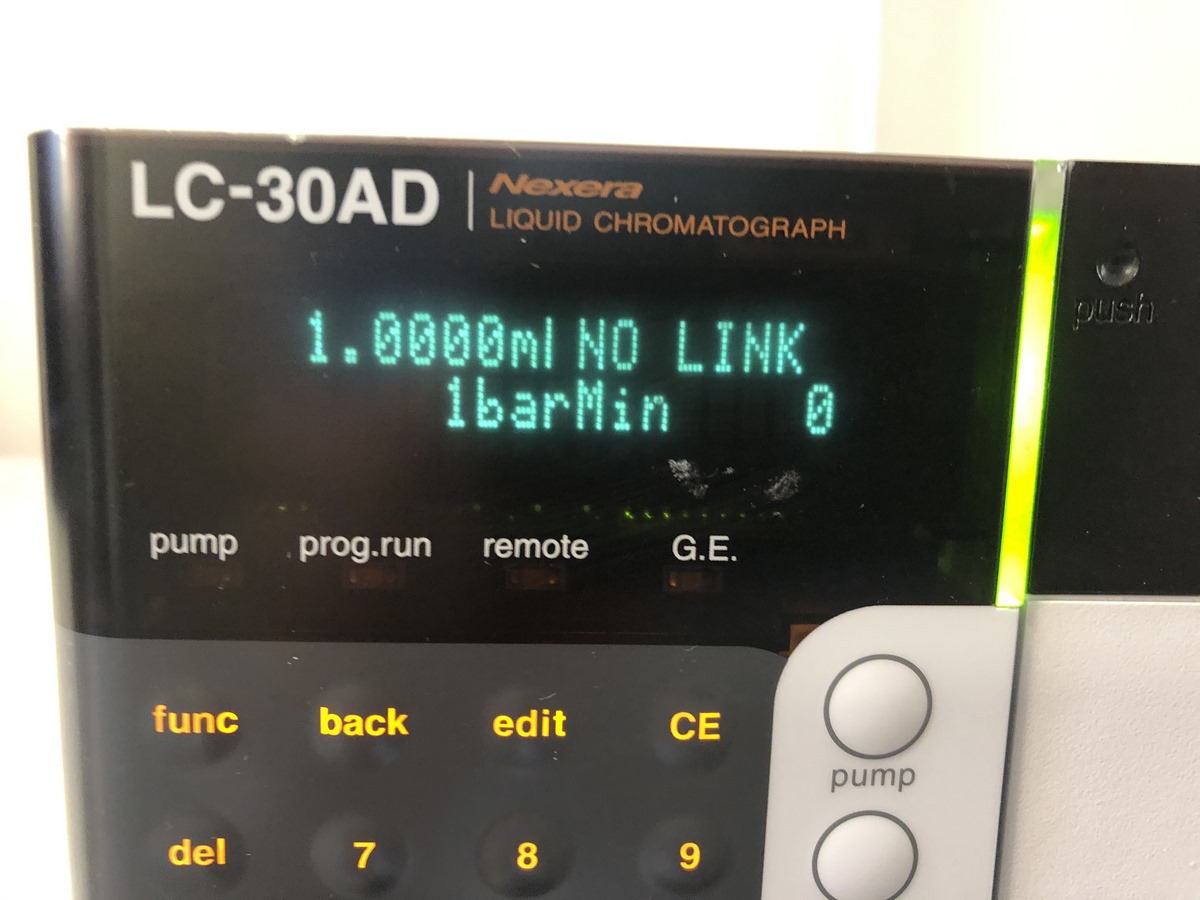 LC-30AD
Nexera
LIQUID CHROMATOGRAPH
push
1.0000ml NO LINK
1barMin 0
pump prog.run remote G.E.
func back edit CE
pump
del 7 8 9